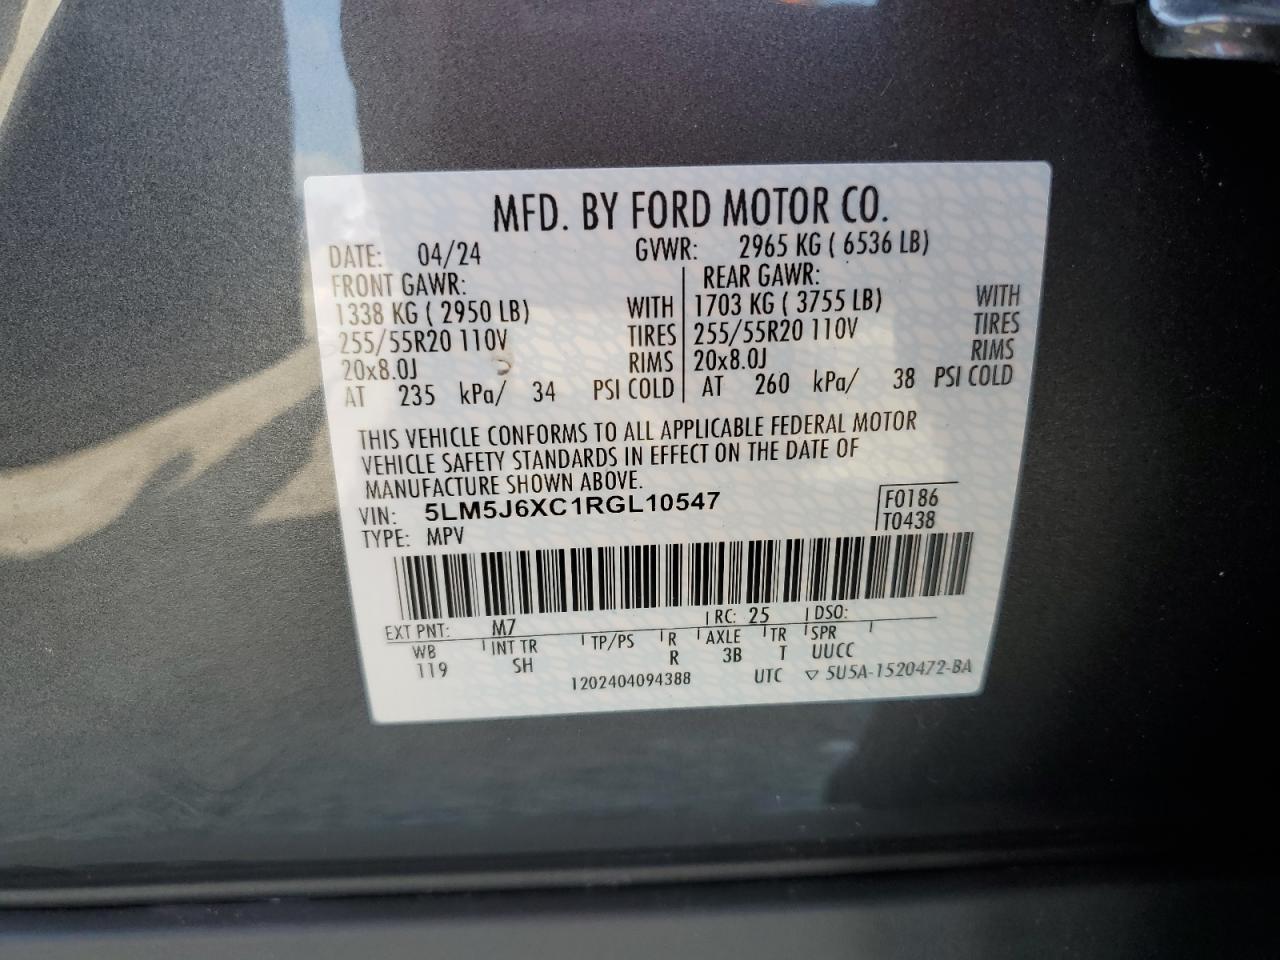 MFD. BY FORD MOTOR CO.
DATE: 04/24 GVWR: 2965 KG ( 6536 LB)
FRONT GAWR: REAR GAWR:
1338 KG ( 2950 LB) WITH 1703 KG ( 3755 LB) WITH
255/55R20 110V TIRES 255/55R20 110V TIRES
20x8.0J RIMS 20x8.0J RIMS
AT 235 kPa/ 34 PSI COLD AT 260 kPa/ 38 PSI COLD
THIS VEHICLE CONFORMS TO ALL APPLICABLE FEDERAL MOTOR
VEHICLE SAFETY STANDARDS IN EFFECT ON THE DATE OF
MANUFACTURE SHOWN ABOVE.
VIN: 5LM5J6XC1RGL10547 F0186
TYPE: MPV T0438
EXT PNT: M7 RC: 25 DSO:
WB INT TR TP/PS R AXLE TR SPR
119 SH R 3B T UUCC
1202404094388 UTC ▽ 5U5A-1520472-BA